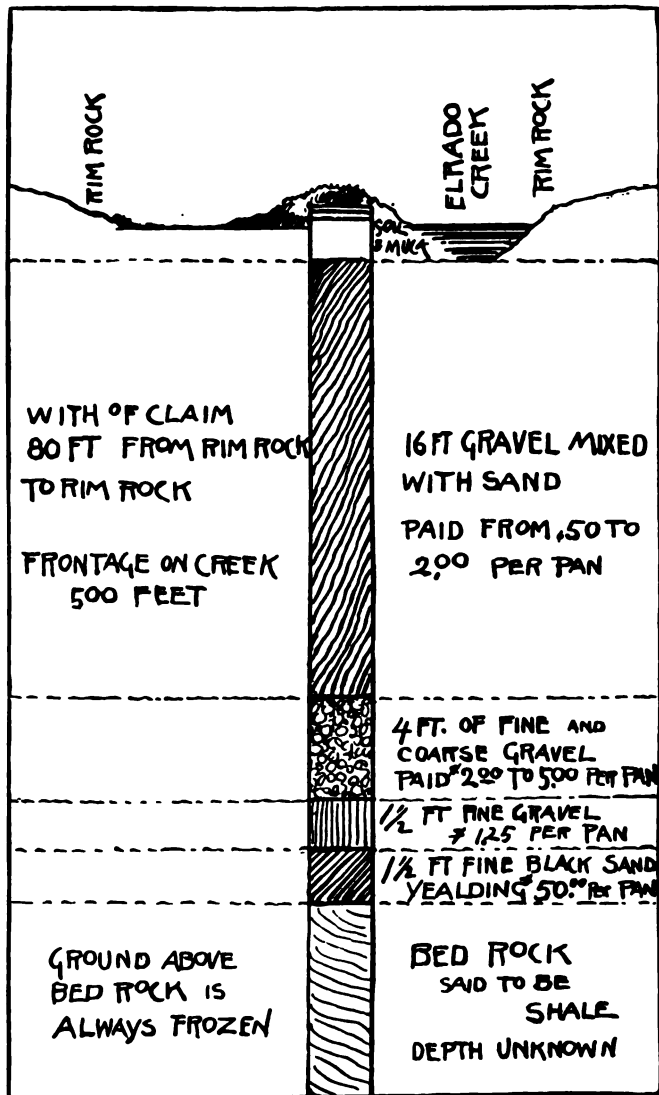 RIM ROCK
ELRADO
CREEK
RIM ROCK
SOIL
& MUCK
WITH OF CLAIM
80 FT FROM RIM ROCK
TO RIM ROCK
FRONTAGE ON CREEK
500 FEET
16 FT GRAVEL MIXED
WITH SAND
PAID FROM .50 TO
2.00 PER PAN
4 FT. OF FINE AND
COARSE GRAVEL
PAID $2.00 TO 5.00 PER PAN
1 1/2 FT FINE GRAVEL
$ 1.25 PER PAN
1 1/2 FT FINE BLACK SAND
YEALDING $50.00 PER PAN
GROUND ABOVE
BED ROCK IS
ALWAYS FROZEN
BED ROCK
SAID TO BE
SHALE
DEPTH UNKNOWN